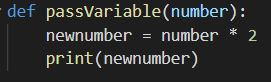 def passVariable(number):
    newnumber = number * 2
    print(newnumber)